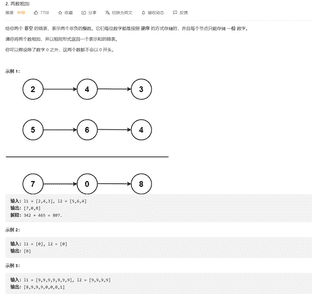 2. 两数相加
难度 中等 7708 收藏 分享 切换为英文 接收动态 反馈
给你两个 非空 的链表，表示两个非负的整数。它们每位数字都是按照 逆序 的方式存储的，并且每个节点只能存储 一位 数字。
请你将两个数相加，并以相同形式返回一个表示和的链表。
你可以假设除了数字 0 之外，这两个数都不会以 0 开头。
示例 1：
2 4 3
5 6 4
7 0 8
输入：l1 = [2,4,3], l2 = [5,6,4]
输出：[7,0,8]
解释：342 + 465 = 807.
示例 2：
输入：l1 = [0], l2 = [0]
输出：[0]
示例 3：
输入：l1 = [9,9,9,9,9,9,9], l2 = [9,9,9,9]
输出：[8,9,9,9,0,0,0,1]